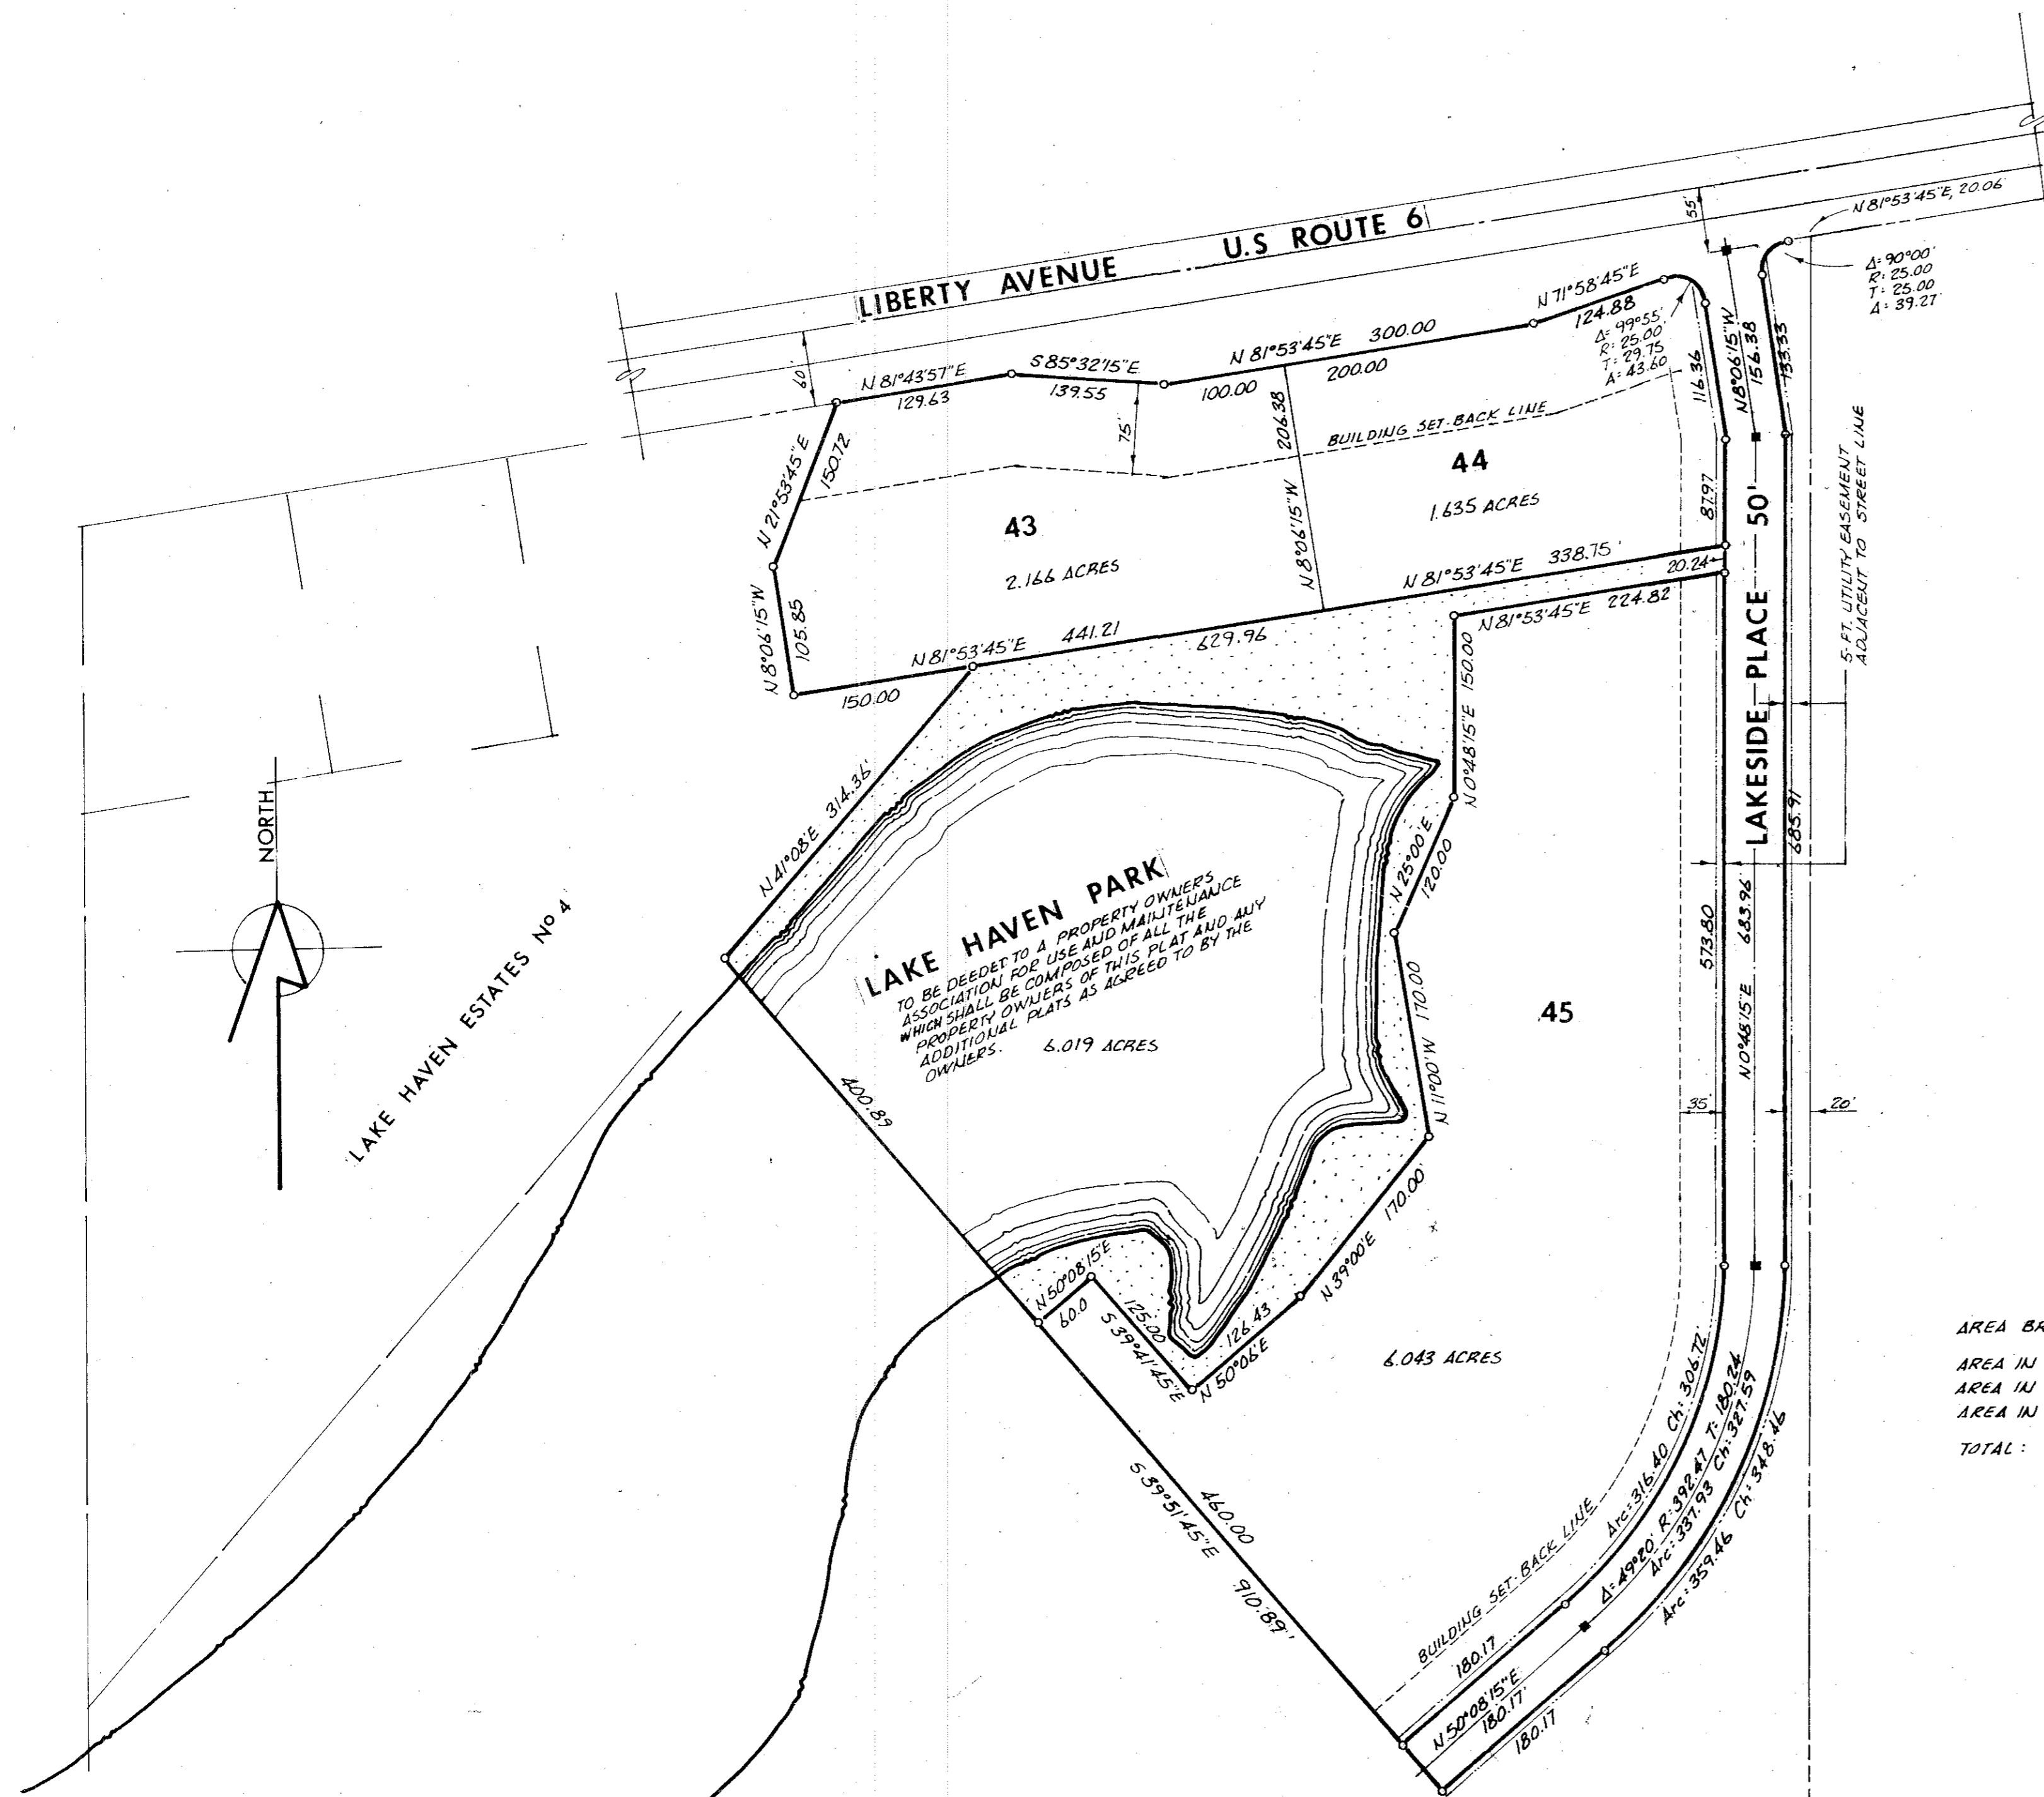 LIBERTY AVENUE U.S ROUTE 6
55'
N 81°53'45"E, 20.06
Δ= 90°00'
R: 25.00
T: 25.00
A: 39.27
60'
N 81°43'57"E
129.63
S 85°32'15"E
139.55
N 81°53'45"E 300.00
100.00
200.00
N 71°58'45"E
124.88
Δ= 99°55'
R: 25.00'
T: 29.75
A: 43.60
116.36
N8°06'15"W
156.38
133.33
75'
206.38
N 8°06'15"W
BUILDING SET-BACK LINE
N 21°53'45"E
150.72
43
2.166 ACRES
44
1.635 ACRES
87.97
N 8°06'15"W
105.85
N 81°53'45"E 441.21
150.00
629.96
N 81°53'45"E 338.75'
20.24
N 81°53'45"E 224.82
LAKESIDE PLACE 50'
5-FT. UTILITY EASEMENT
ADJACENT TO STREET LINE
685.91
N0°48'15"E 150.00
N 41°08'E 314.36'
NORTH
LAKE HAVEN ESTATES Nº 4
LAKE HAVEN PARK
TO BE DEEDET TO A PROPERTY OWNERS
ASSOCIATION FOR USE AND MAINTENANCE
WHICH SHALL BE COMPOSED OF ALL THE
PROPERTY OWNERS OF THIS PLAT AND ANY
ADDITIONAL PLATS AS AGREED TO BY THE
OWNERS.
6.019 ACRES
N 25°00'E
120.00
N 11°00'W 170.00
45
573.80
N0°48'15"E 683.96'
35'
20'
400.89
N 50°08'15"E
60.0
125.00
S 39°41'45"E
126.43
N 50°06'E
N 39°00'E 170.00
6.043 ACRES
AREA BR
AREA IN
AREA IN
AREA IN
TOTAL:
460.00
S 39°51'45"E 910.89'
BUILDING SET-BACK LINE
Arc: 316.40 Ch: 306.72
Δ= 49°20' R: 392.47 T: 180.24
Arc: 337.93 Ch: 327.59
Arc: 359.46 Ch: 348.46
180.17
N 50°08'15"E
180.17'
180.17